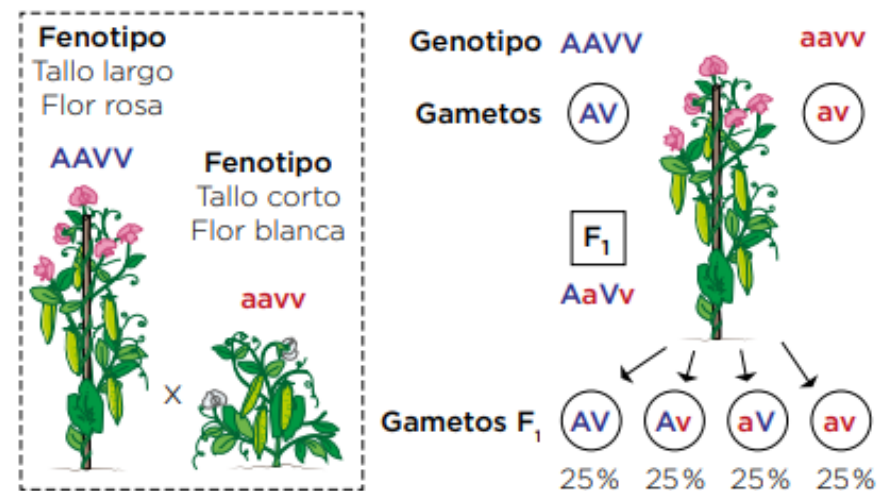 Fenotipo
Tallo largo
Flor rosa
AAVV
Fenotipo
Tallo corto
Flor blanca
aavv
x
Genotipo AAVV aavv
Gametos AV av
F₁
AaVv
Gametos F₁ AV Av aV av
25% 25% 25% 25%